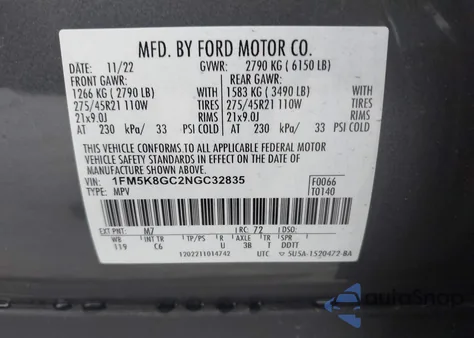 MFD. BY FORD MOTOR CO.
DATE: 11/22 GVWR: 2790 KG ( 6150 LB)
FRONT GAWR: REAR GAWR:
1266 KG ( 2790 LB) 1583 KG ( 3490 LB)
275/45R21 110W TIRES 275/45R21 110W TIRES
21x9.0J RIMS 21x9.0J RIMS
AT 230 kPa/ 33 PSI COLD AT 230 kPa/ 33 PSI COLD
THIS VEHICLE CONFORMS TO ALL APPLICABLE FEDERAL MOTOR
VEHICLE SAFETY STANDARDS IN EFFECT ON THE DATE OF
MANUFACTURE SHOWN ABOVE.
VIN: 1FM5K8GC2NGC32835 F0066
TYPE: MPV T0140
EXT PNT: M7 RC: 72 DSO:
WB INT TR TP/PS R AXLE TR SPR
119 C6 U 3B T DDTT
1202211014742 UTC 5U5A-1520472-BA
AutoSnap